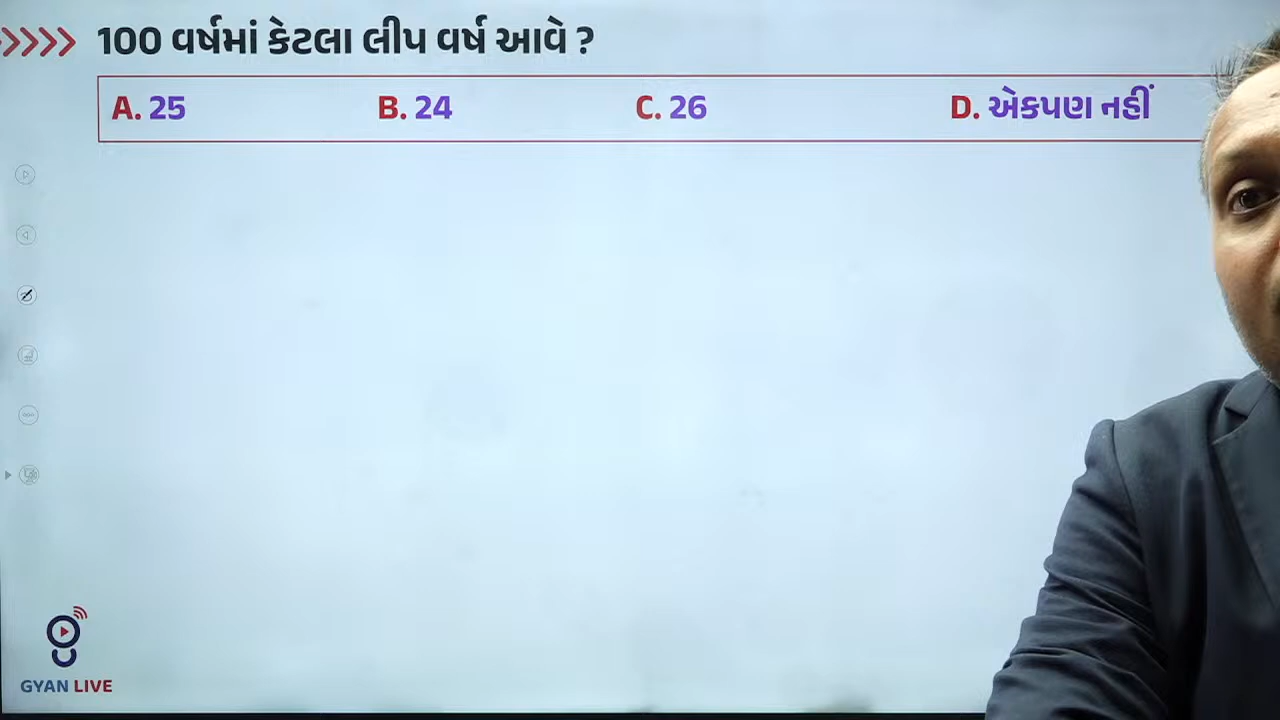 100 વર્ષમાં કેટલા લીપ વર્ષ આવે ?
A. 25 B. 24 C. 26 D. એકપણ નહીં
GYAN LIVE